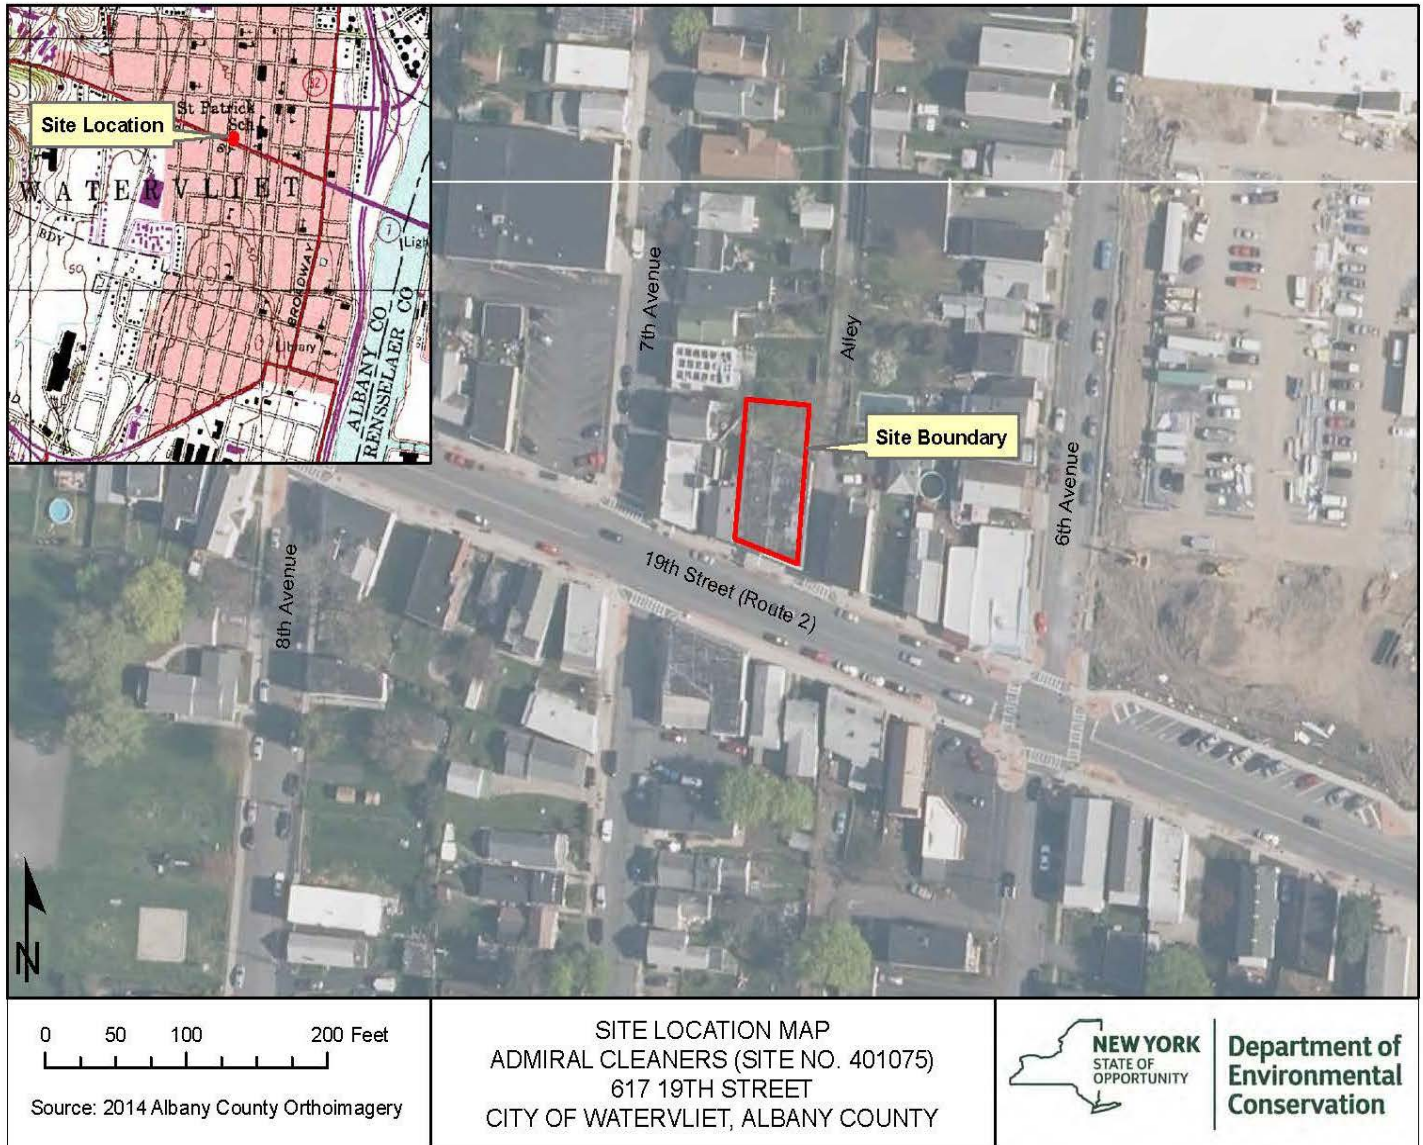 St Patrick
Sch
32
Site Location
WATERVLIET
BDY
50
BROADWAY
Library
7
Ligh
ALBANY CO
RENSSELAER CO
7th Avenue
Alley
Site Boundary
6th Avenue
19th Street (Route 2)
8th Avenue
N
0 50 100 200 Feet
Source: 2014 Albany County Orthoimagery
SITE LOCATION MAP
ADMIRAL CLEANERS (SITE NO. 401075)
617 19TH STREET
CITY OF WATERVLIET, ALBANY COUNTY
NEW YORK
STATE OF
OPPORTUNITY
Department of
Environmental
Conservation